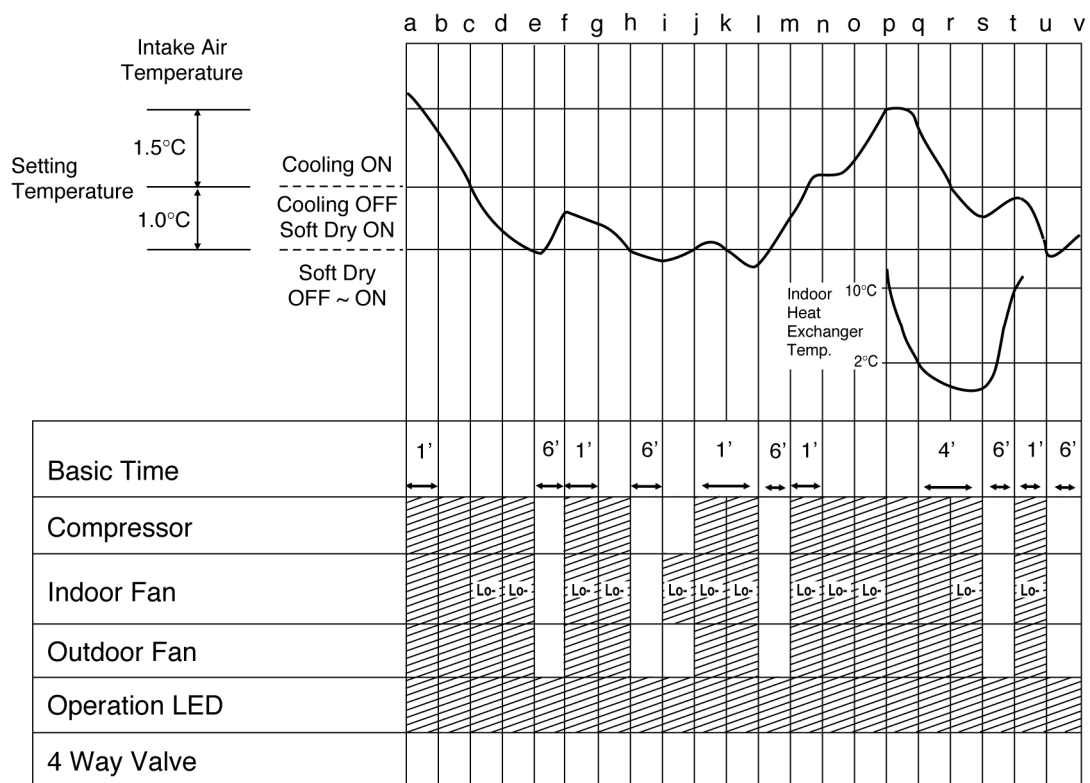 a b c d e f g h i j k l m n o p q r s t u v
Intake Air
Temperature
1.5°C
Setting
Temperature
1.0°C
Cooling ON
Cooling OFF
Soft Dry ON
Soft Dry
OFF ~ ON
Indoor
Heat
Exchanger
Temp.
10°C
2°C
Basic Time 1’ 6’ 1’ 6’ 1’ 6’ 1’ 4’ 6’ 1’ 6’
Compressor
Indoor Fan Lo- Lo- Lo- Lo- Lo- Lo- Lo- Lo- Lo- Lo- Lo- Lo-
Outdoor Fan
Operation LED
4 Way Valve